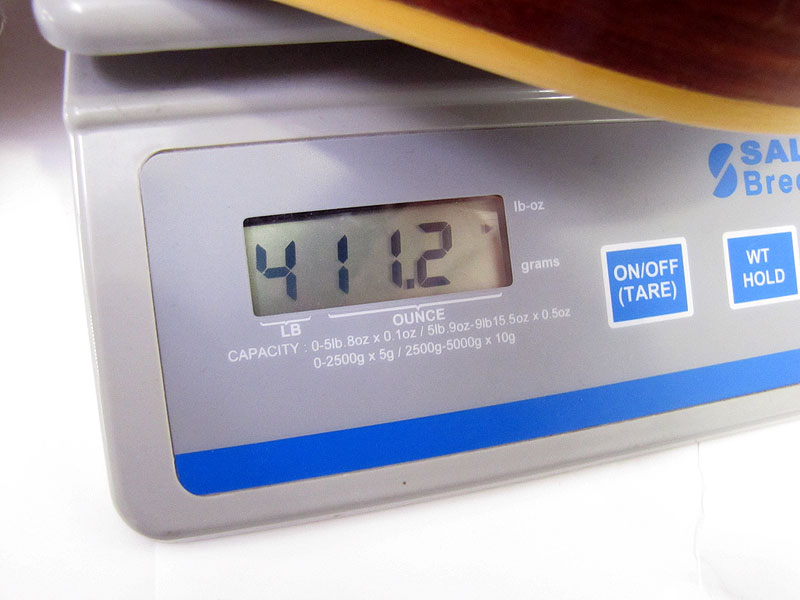 SAL
Bree
lb-oz
4 11.2
grams
ON/OFF
(TARE)
WT
HOLD
LB
OUNCE
CAPACITY : 0-5lb.8oz x 0.1oz / 5lb.9oz-9lb15.5oz x 0.5oz
0-2500g x 5g / 2500g-5000g x 10g